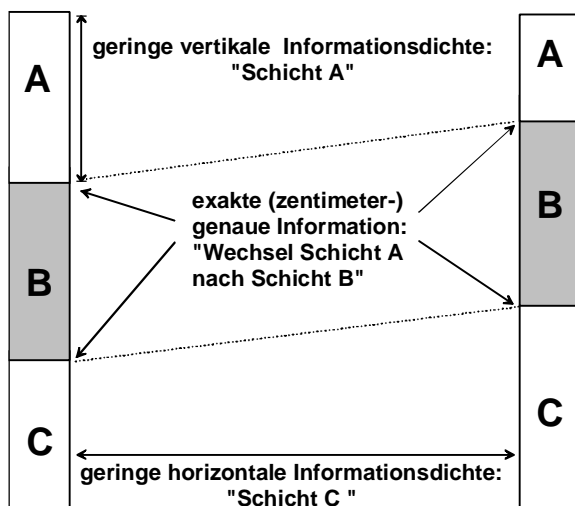 A
geringe vertikale Informationsdichte:
"Schicht A"
A
exakte (zentimeter-)
genaue Information:
"Wechsel Schicht A
nach Schicht B"
B
B
C
C
geringe horizontale Informationsdichte:
"Schicht C "